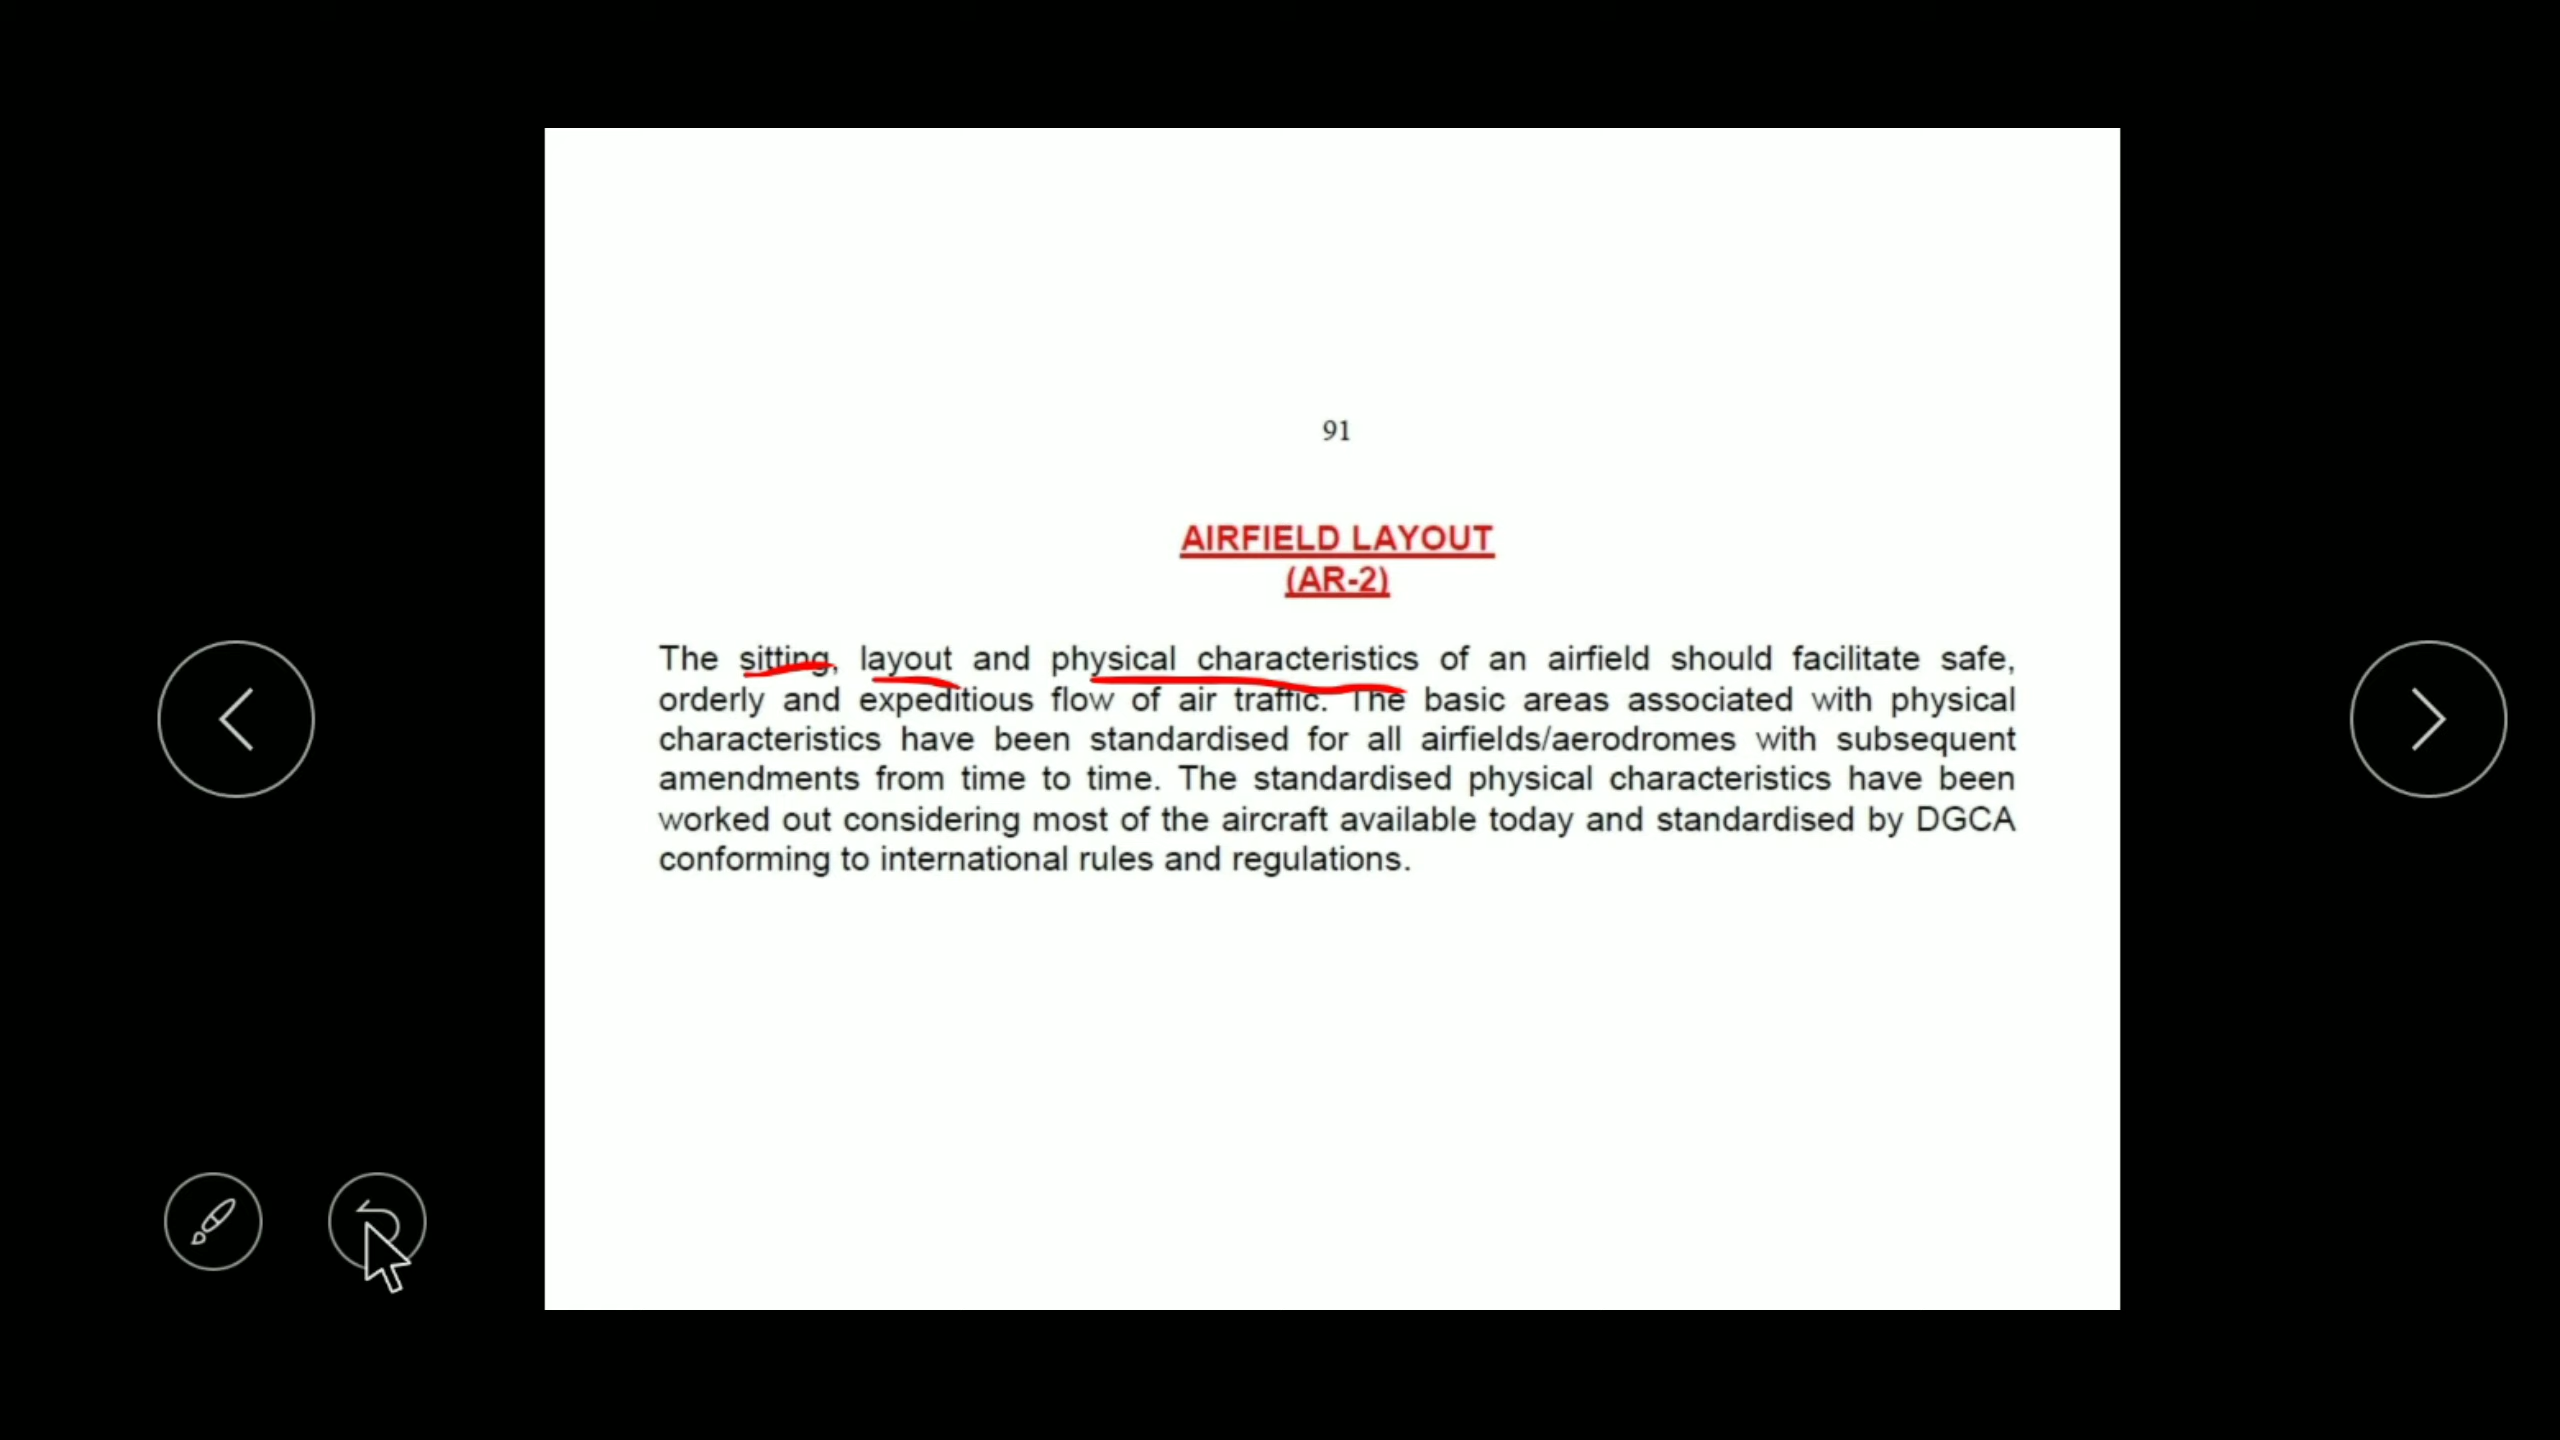 91
AIRFIELD LAYOUT
(AR-2)
The sitting, layout and physical characteristics of an airfield should facilitate safe,
orderly and expeditious flow of air traffic. The basic areas associated with physical
characteristics have been standardised for all airfields/aerodromes with subsequent
amendments from time to time. The standardised physical characteristics have been
worked out considering most of the aircraft available today and standardised by DGCA
conforming to international rules and regulations.